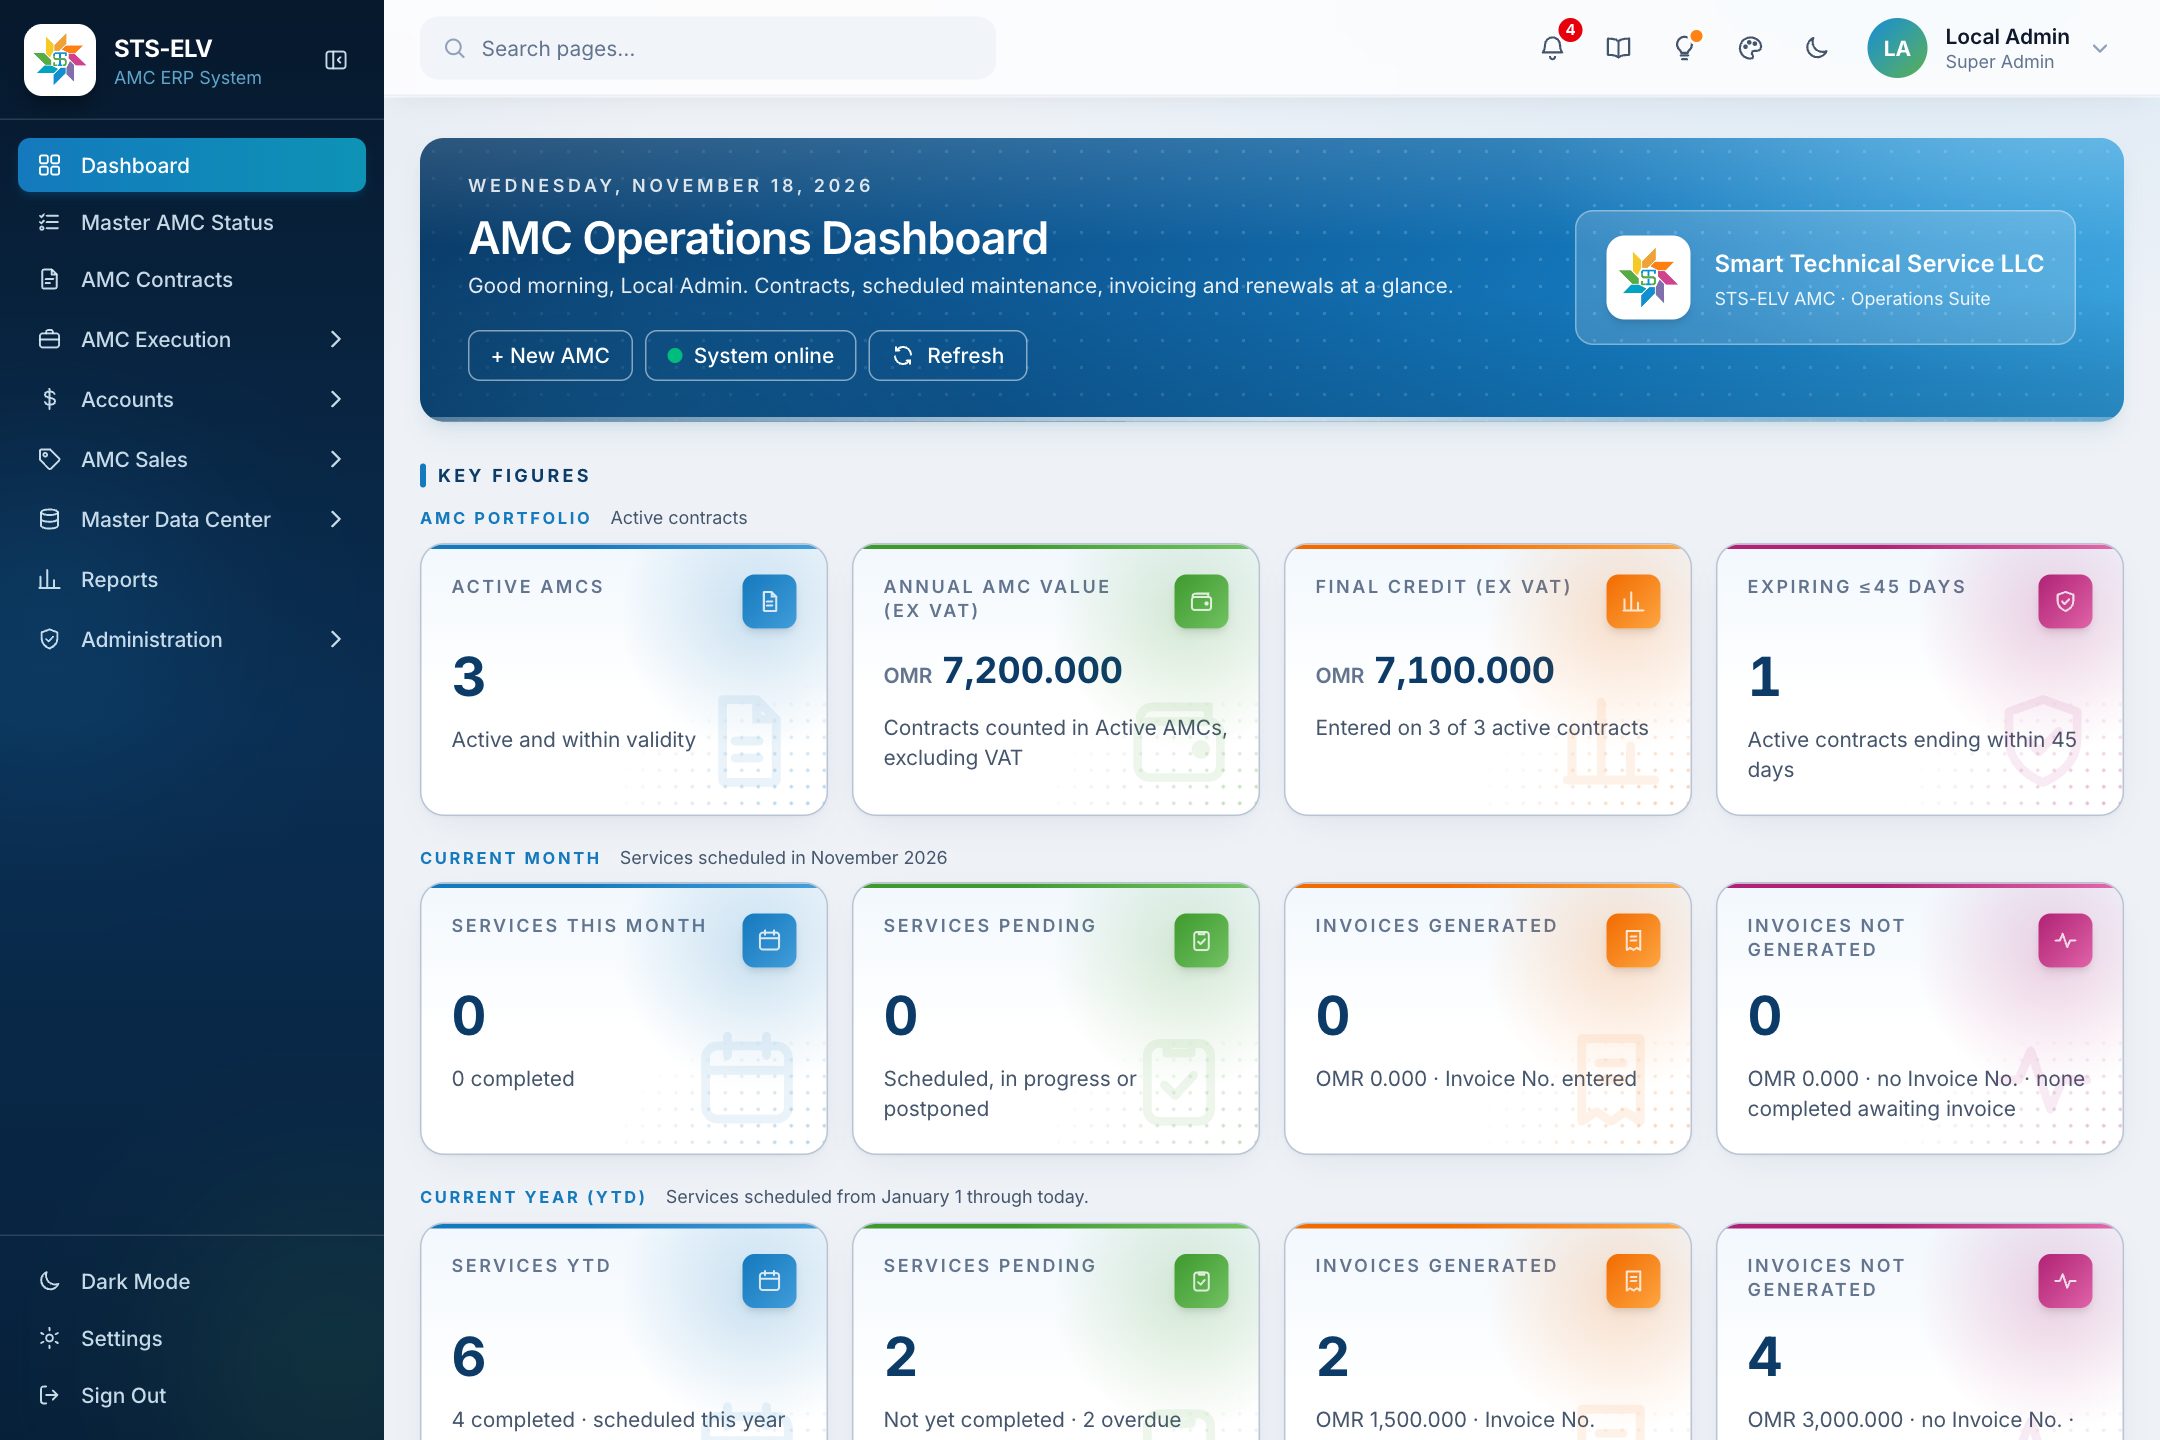 STS-ELV
AMC ERP System
Dashboard
Master AMC Status
AMC Contracts
AMC Execution
Accounts
AMC Sales
Master Data Center
Reports
Administration
Dark Mode
Settings
Sign Out
Search pages...
4
LA
Local Admin
Super Admin
WEDNESDAY, NOVEMBER 18, 2026
AMC Operations Dashboard
Good morning, Local Admin. Contracts, scheduled maintenance, invoicing and renewals at a glance.
+ New AMC
System online
Refresh
Smart Technical Service LLC
STS-ELV AMC · Operations Suite
KEY FIGURES
AMC PORTFOLIO Active contracts
ACTIVE AMCS
3
Active and within validity
ANNUAL AMC VALUE
(EX VAT)
OMR 7,200.000
Contracts counted in Active AMCs,
excluding VAT
FINAL CREDIT (EX VAT)
OMR 7,100.000
Entered on 3 of 3 active contracts
EXPIRING ≤45 DAYS
1
Active contracts ending within 45
days
CURRENT MONTH Services scheduled in November 2026
SERVICES THIS MONTH
0
0 completed
SERVICES PENDING
0
Scheduled, in progress or
postponed
INVOICES GENERATED
0
OMR 0.000 · Invoice No. entered
INVOICES NOT
GENERATED
0
OMR 0.000 · no Invoice No. · none
completed awaiting invoice
CURRENT YEAR (YTD) Services scheduled from January 1 through today.
SERVICES YTD
6
4 completed · scheduled this year
SERVICES PENDING
2
Not yet completed · 2 overdue
INVOICES GENERATED
2
OMR 1,500.000 · Invoice No.
INVOICES NOT
GENERATED
4
OMR 3,000.000 · no Invoice No. ·